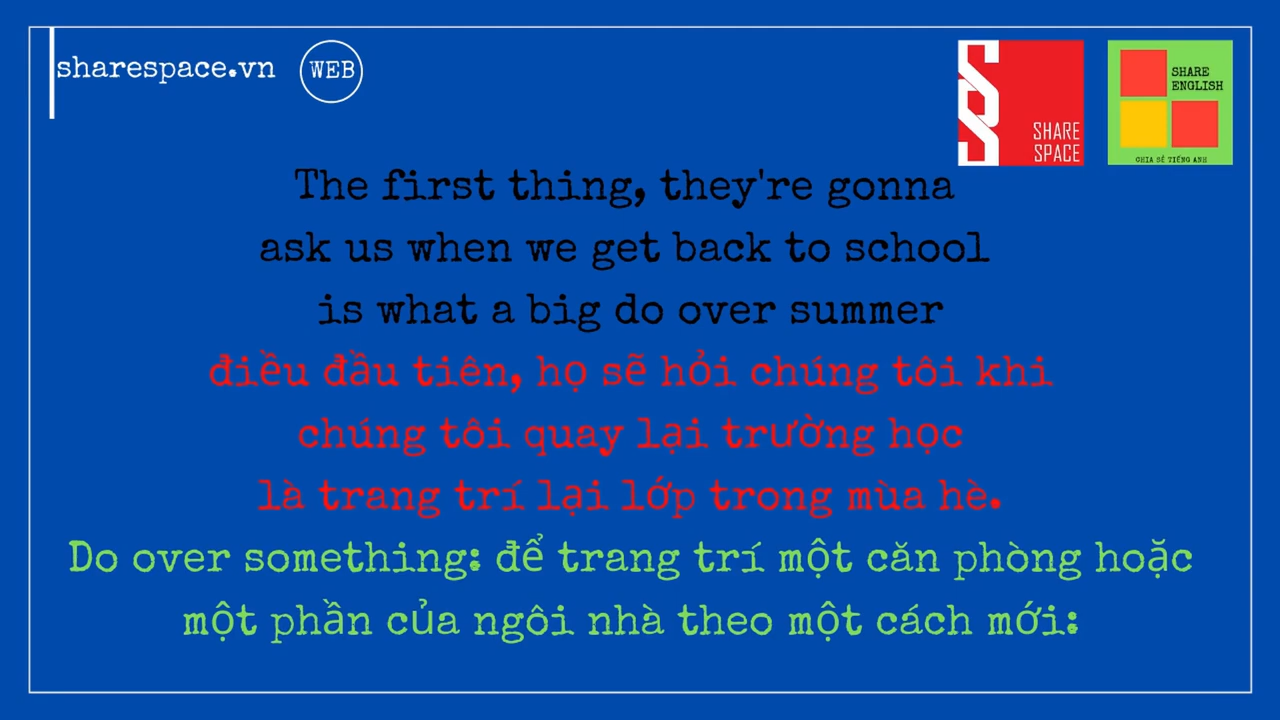 sharespace.vn
WEB
SHARE
SPACE
SHARE
ENGLISH
CHIA SẺ TIẾNG ANH
The first thing, they're gonna
ask us when we get back to school
is what a big do over summer
điều đầu tiên, họ sẽ hỏi chúng tôi khi
chúng tôi quay lại trường học
là trang trí lại lớp trong mùa hè.
Do over something: để trang trí một căn phòng hoặc
một phần của ngôi nhà theo một cách mới: